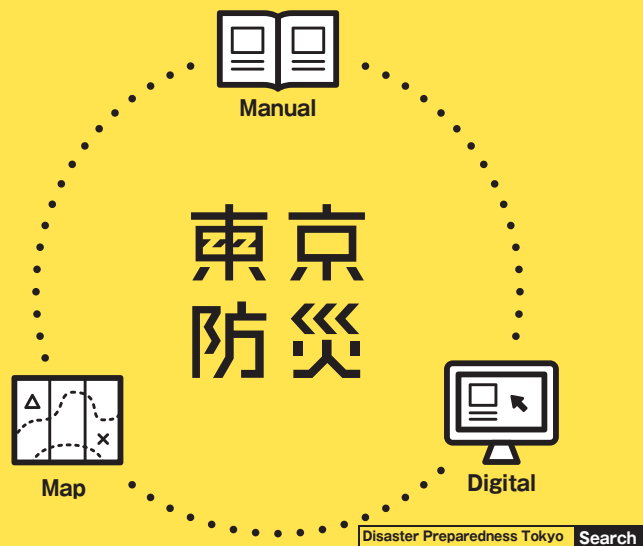 Manual
東京
防災
Map
Digital
Disaster Preparedness Tokyo Search